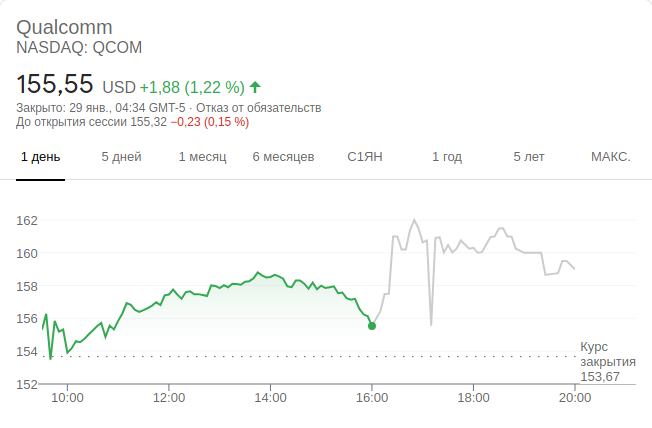 Qualcomm
NASDAQ: QCOM
155,55 USD +1,88 (1,22 %)
Закрыто: 29 янв., 04:34 GMT-5 · Отказ от обязательств
До открытия сессии 155,32 −0,23 (0,15 %)
1 день 5 дней 1 месяц 6 месяцев С1ЯН 1 год 5 лет МАКС.
162
160
158
156
154
152
Курс
закрытия
153,67
10:00 12:00 14:00 16:00 18:00 20:00